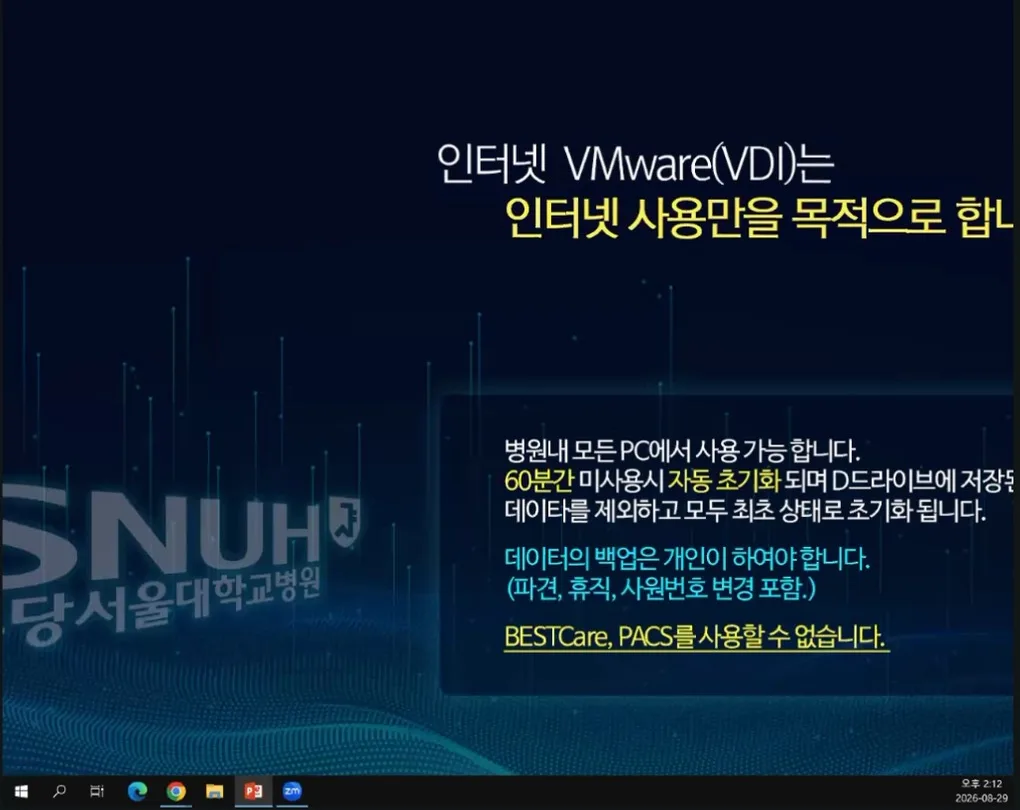 인터넷 VMware(VDI)는
인터넷 사용만을 목적으로 합니
병원내 모든 PC에서 사용 가능 합니다.
60분간 미사용시 자동 초기화 되며 D드라이브에 저장된
데이타를 제외하고 모두 최초 상태로 초기화 됩니다.
데이터의 백업은 개인이 하여야 합니다.
(파견, 휴직, 사원번호 변경 포함.)
BESTCare, PACS를 사용할 수 없습니다.
SNUH
당서울대학교병원
zm
오후 2:12
2026-08-29